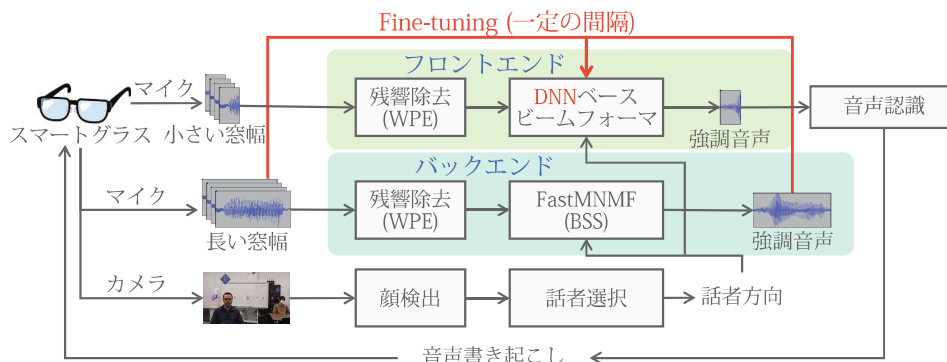 Fine-tuning (一定の間隔)
フロントエンド
マイク
スマートグラス
小さい窓幅
残響除去
(WPE)
DNNベース
ビームフォーマ
強調音声
音声認識
バックエンド
マイク
長い窓幅
残響除去
(WPE)
FastMNMF
(BSS)
強調音声
カメラ
顔検出
話者選択
話者方向
音声書き起こし